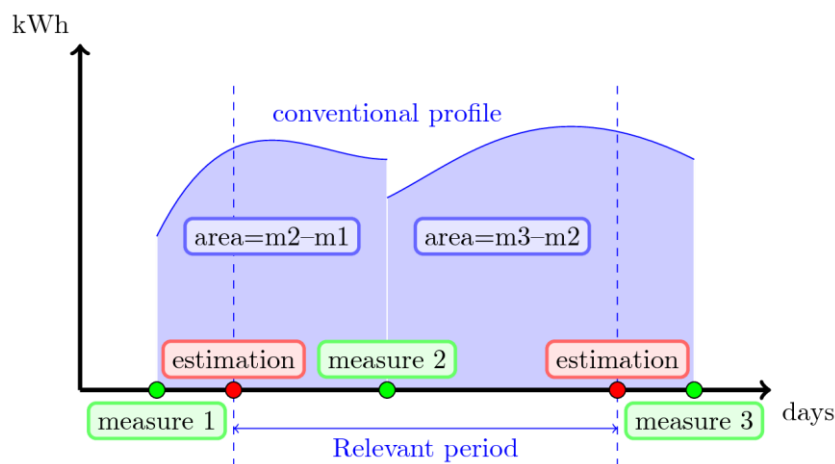 kWh
conventional profile
area=m2–m1
area=m3–m2
estimation
measure 2
estimation
measure 1
days
measure 3
Relevant period